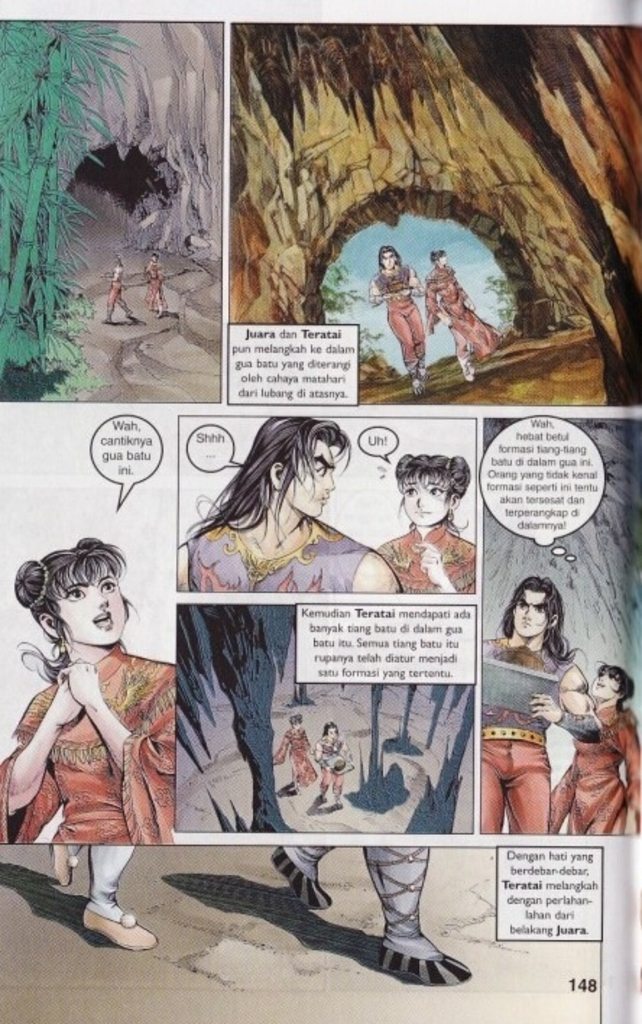 Juara dan Teratai
pun melangkah ke dalam
gua batu yang diterangi
oleh cahaya matahari
dari lubang di atasnya.
Wah,
cantiknya
gua batu
ini.
Shhh
...
Uh!
Wah,
hebat betul
formasi tiang-tiang
batu di dalam gua ini.
Orang yang tidak kenal
formasi seperti ini tentu
akan tersesat dan
terperangkap di
dalamnya!
Kemudian Teratai mendapati ada
banyak tiang batu di dalam gua
batu itu. Semua tiang batu itu
rupanya telah diatur menjadi
satu formasi yang tertentu.
Dengan hati yang
berdebar-debar,
Teratai melangkah
dengan perlahan-
lahan dari
belakang Juara.
148